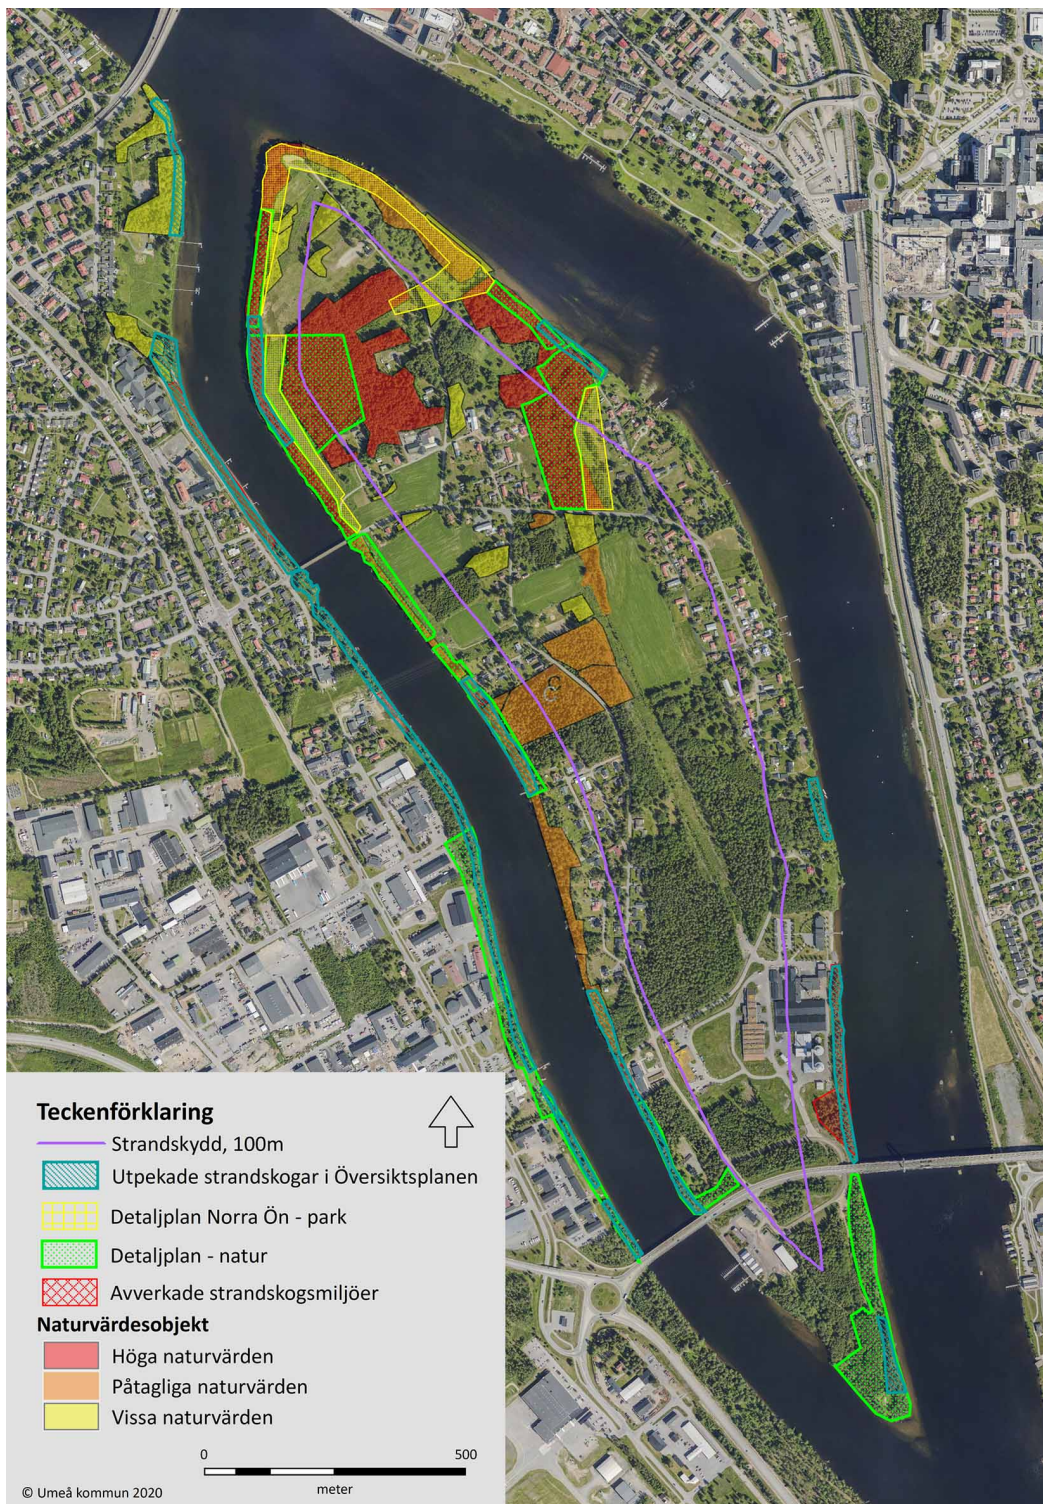 Teckenförklaring
Strandskydd, 100m
Utpekade strandskogar i Översiktsplanen
Detaljplan Norra Ön - park
Detaljplan - natur
Avverkade strandskogsmiljöer
Naturvärdesobjekt
Höga naturvärden
Påtagliga naturvärden
Vissa naturvärden
0 500
meter
© Umeå kommun 2020